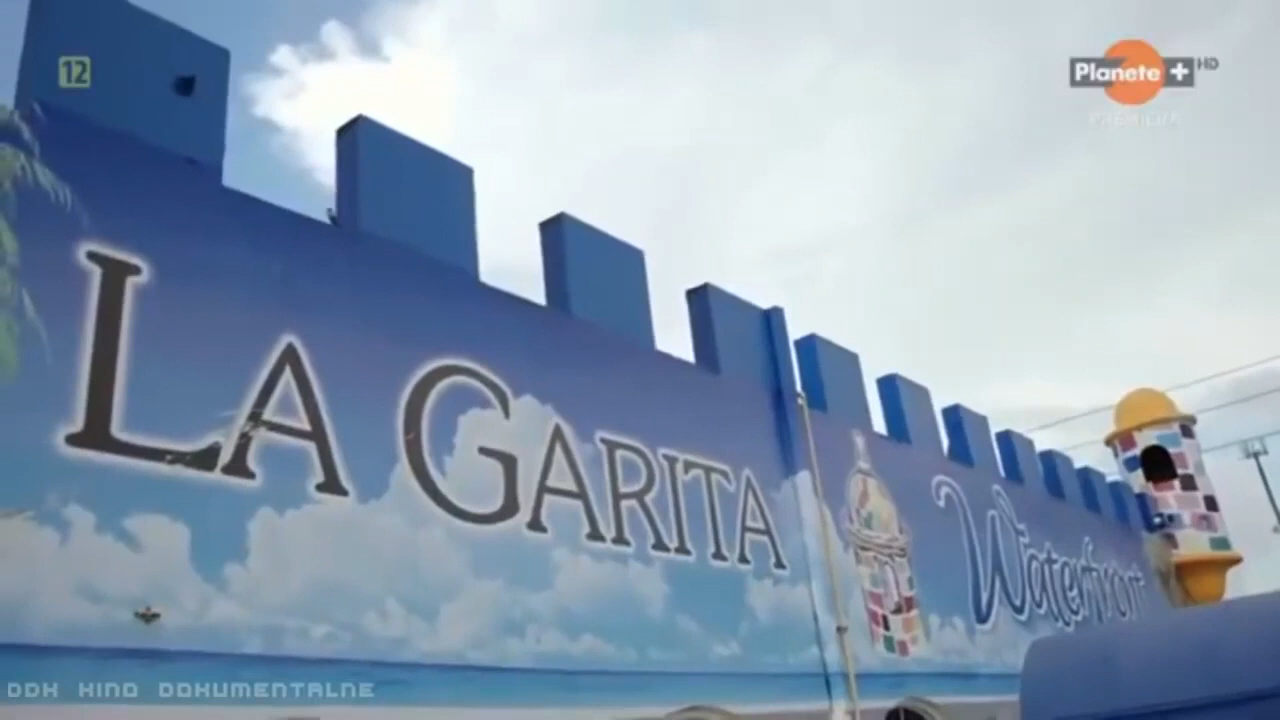 12
Planete + HD
PREMIERA
LA GARITA
Waterfront
DDK KINO DOKUMENTALNE